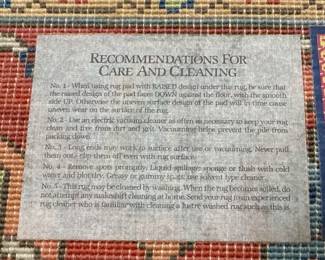 RECOMMENDATIONS FOR
CARE AND CLEANING
No. 1 - When using rug pad with RAISED design under this rug, be sure that
the raised design of the pad faces DOWN against the floor, with the smooth
side UP. Otherwise the uneven surface design of the pad will in time cause
uneven wear on the surface of the rug.
No. 2 - Use an electric vacuum cleaner as often as necessary to keep your rug
clean and free from dirt and grit. Vacuuming helps prevent the pile from
packing down.
No. 3 - Long ends may work to surface after use or vacuuming. Never pull
them out - clip them off even with rug surface.
No. 4 - Remove spots promptly. Liquid spillage: sponge or flush with cold
water and blot dry. Greasy or gummy spots: use solvent type cleaner.
No. 5 - This rug may be cleaned by washing. When the rug becomes soiled, do
not attempt any makeshift cleaning at home. Send your rug to an experienced
rug cleaner who is familiar with cleaning a lustre washed rug such as this is.